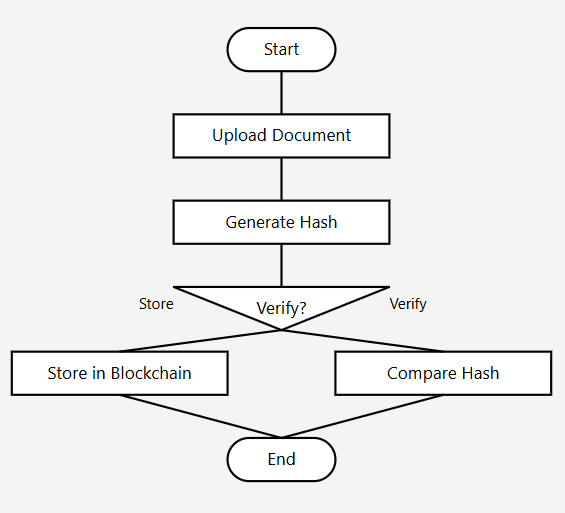 Start
Upload Document
Generate Hash
Store
Verify?
Verify
Store in Blockchain
Compare Hash
End